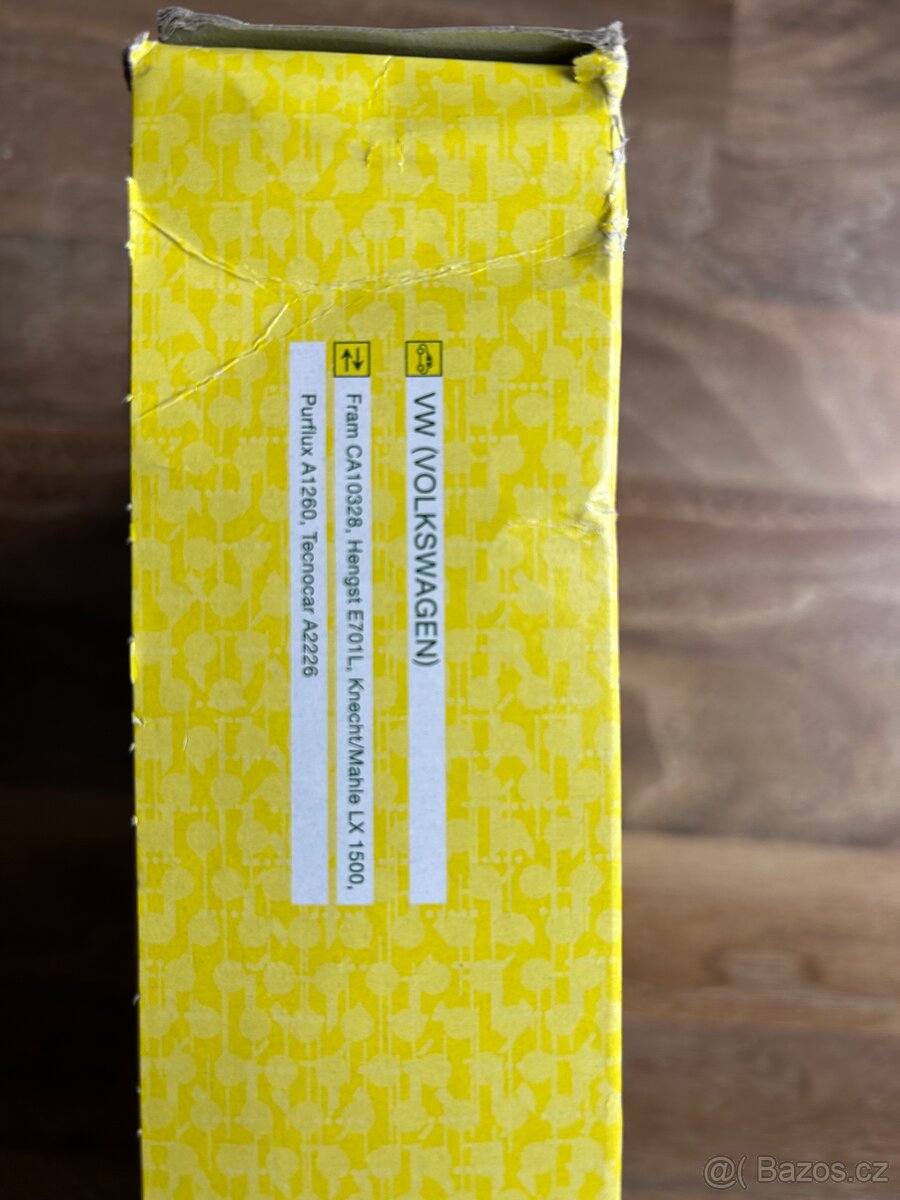 VW (VOLKSWAGEN)
Fram CA10328, Hengst E701L, Knecht/Mahle LX 1500,
Purflux A1260, Tecnocar A2226
@( Bazos.cz